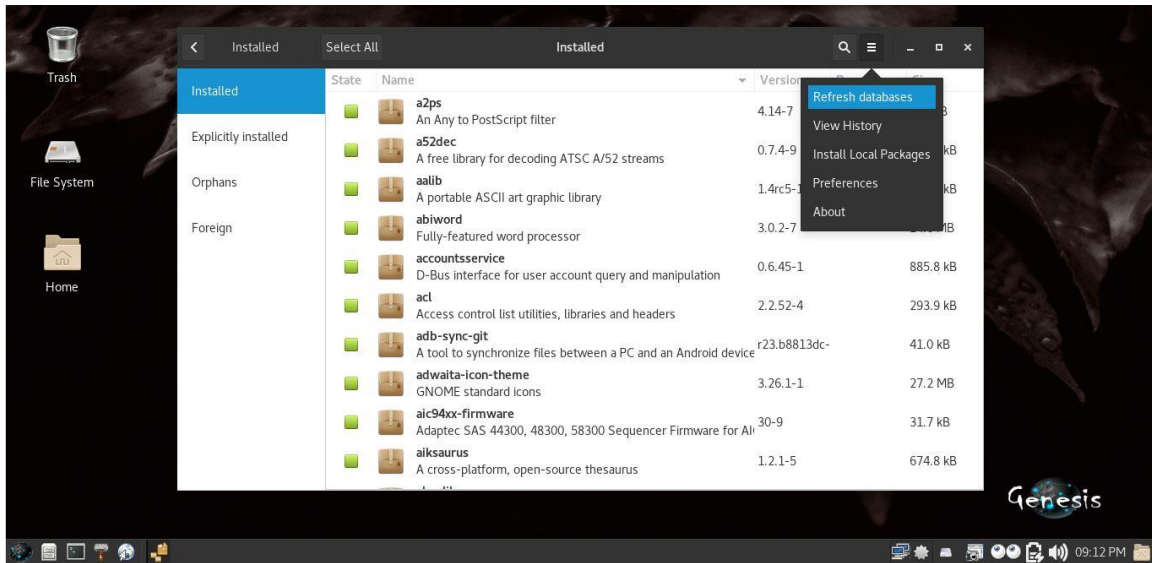 Trash
File System
Home
Installed
Select All
Installed
Installed
Explicitly installed
Orphans
Foreign
State Name Version
a2ps
An Any to PostScript filter
4.14-7
a52dec
A free library for decoding ATSC A/52 streams
0.7.4-9 kB
aalib
A portable ASCII art graphic library
1.4rc5-1 kB
abiword
Fully-featured word processor
3.0.2-7
accountsservice
D-Bus interface for user account query and manipulation
0.6.45-1 885.8 kB
acl
Access control list utilities, libraries and headers
2.2.52-4 293.9 kB
adb-sync-git
A tool to synchronize files between a PC and an Android device
r23.b8813dc- 41.0 kB
adwaita-icon-theme
GNOME standard icons
3.26.1-1 27.2 MB
aic94xx-firmware
Adaptec SAS 44300, 48300, 58300 Sequencer Firmware for AI
30-9 31.7 kB
aiksaurus
A cross-platform, open-source thesaurus
1.2.1-5 674.8 kB
Refresh databases
View History
Install Local Packages
Preferences
About
Genesis
09:12 PM